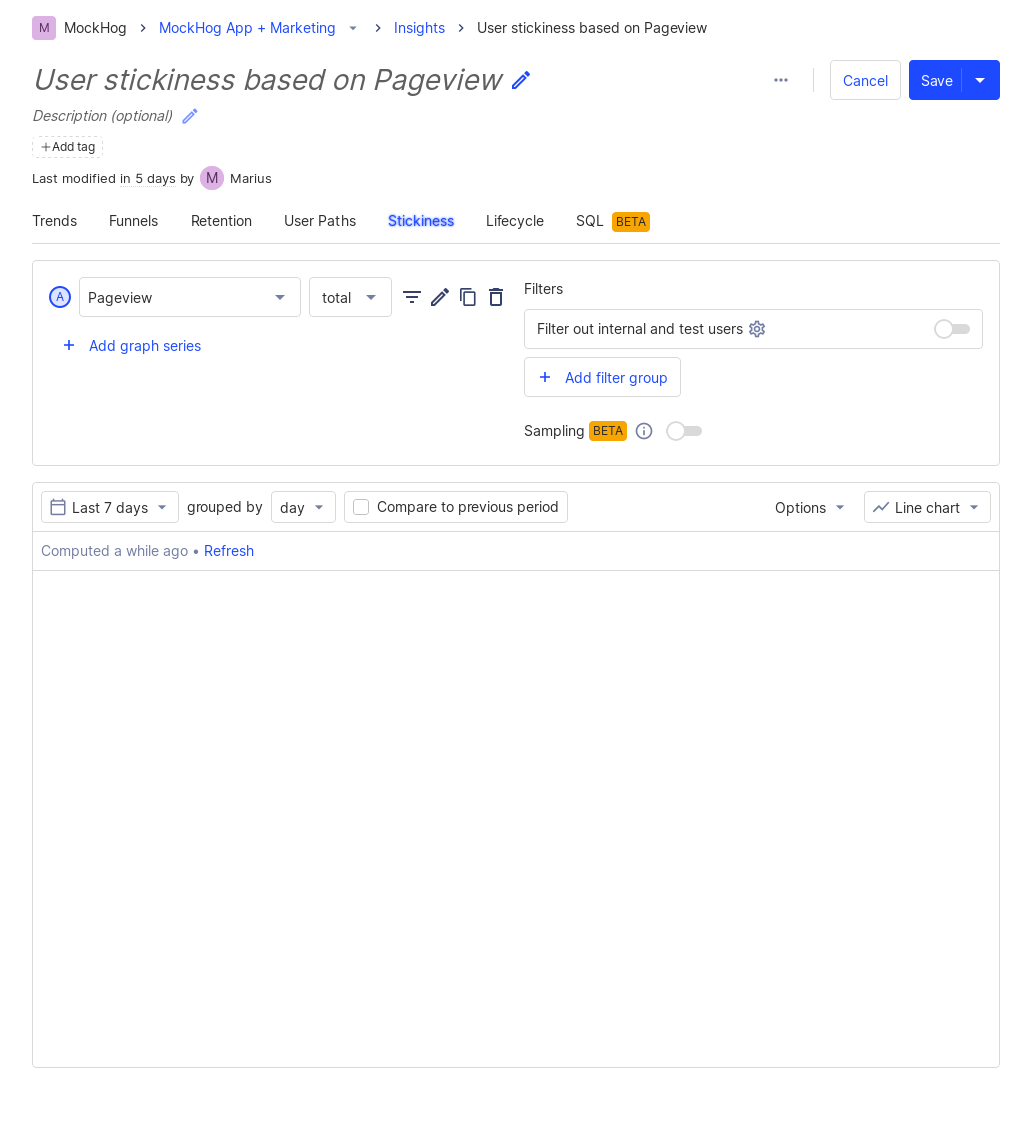 M MockHog MockHog App + Marketing Insights User stickiness based on Pageview
User stickiness based on Pageview
Cancel Save
Description (optional)
Add tag
Last modified in 5 days by M Marius
Trends Funnels Retention User Paths Stickiness Lifecycle SQL BETA
A Pageview total
Add graph series
Filters
Filter out internal and test users
Add filter group
Sampling BETA
Last 7 days grouped by day Compare to previous period Options Line chart
Computed a while ago • Refresh